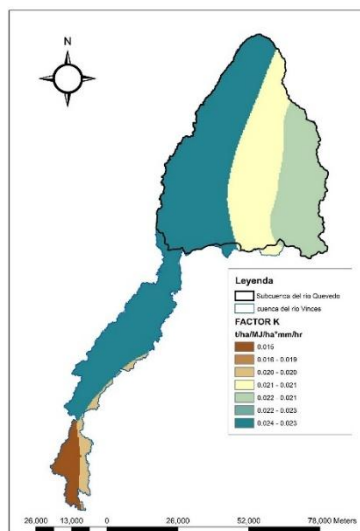 N
Leyenda
Subcuenca del río Quevedo
cuenca del río Vinces
FACTOR K
t/ha/MJ/ha*mm/hr
0.015
0.016 - 0.019
0.020 - 0.020
0.021 - 0.021
0.022 - 0.021
0.022 - 0.023
0.024 - 0.023
26,000 13,000 0 26,000 52,000 78,000 Meters